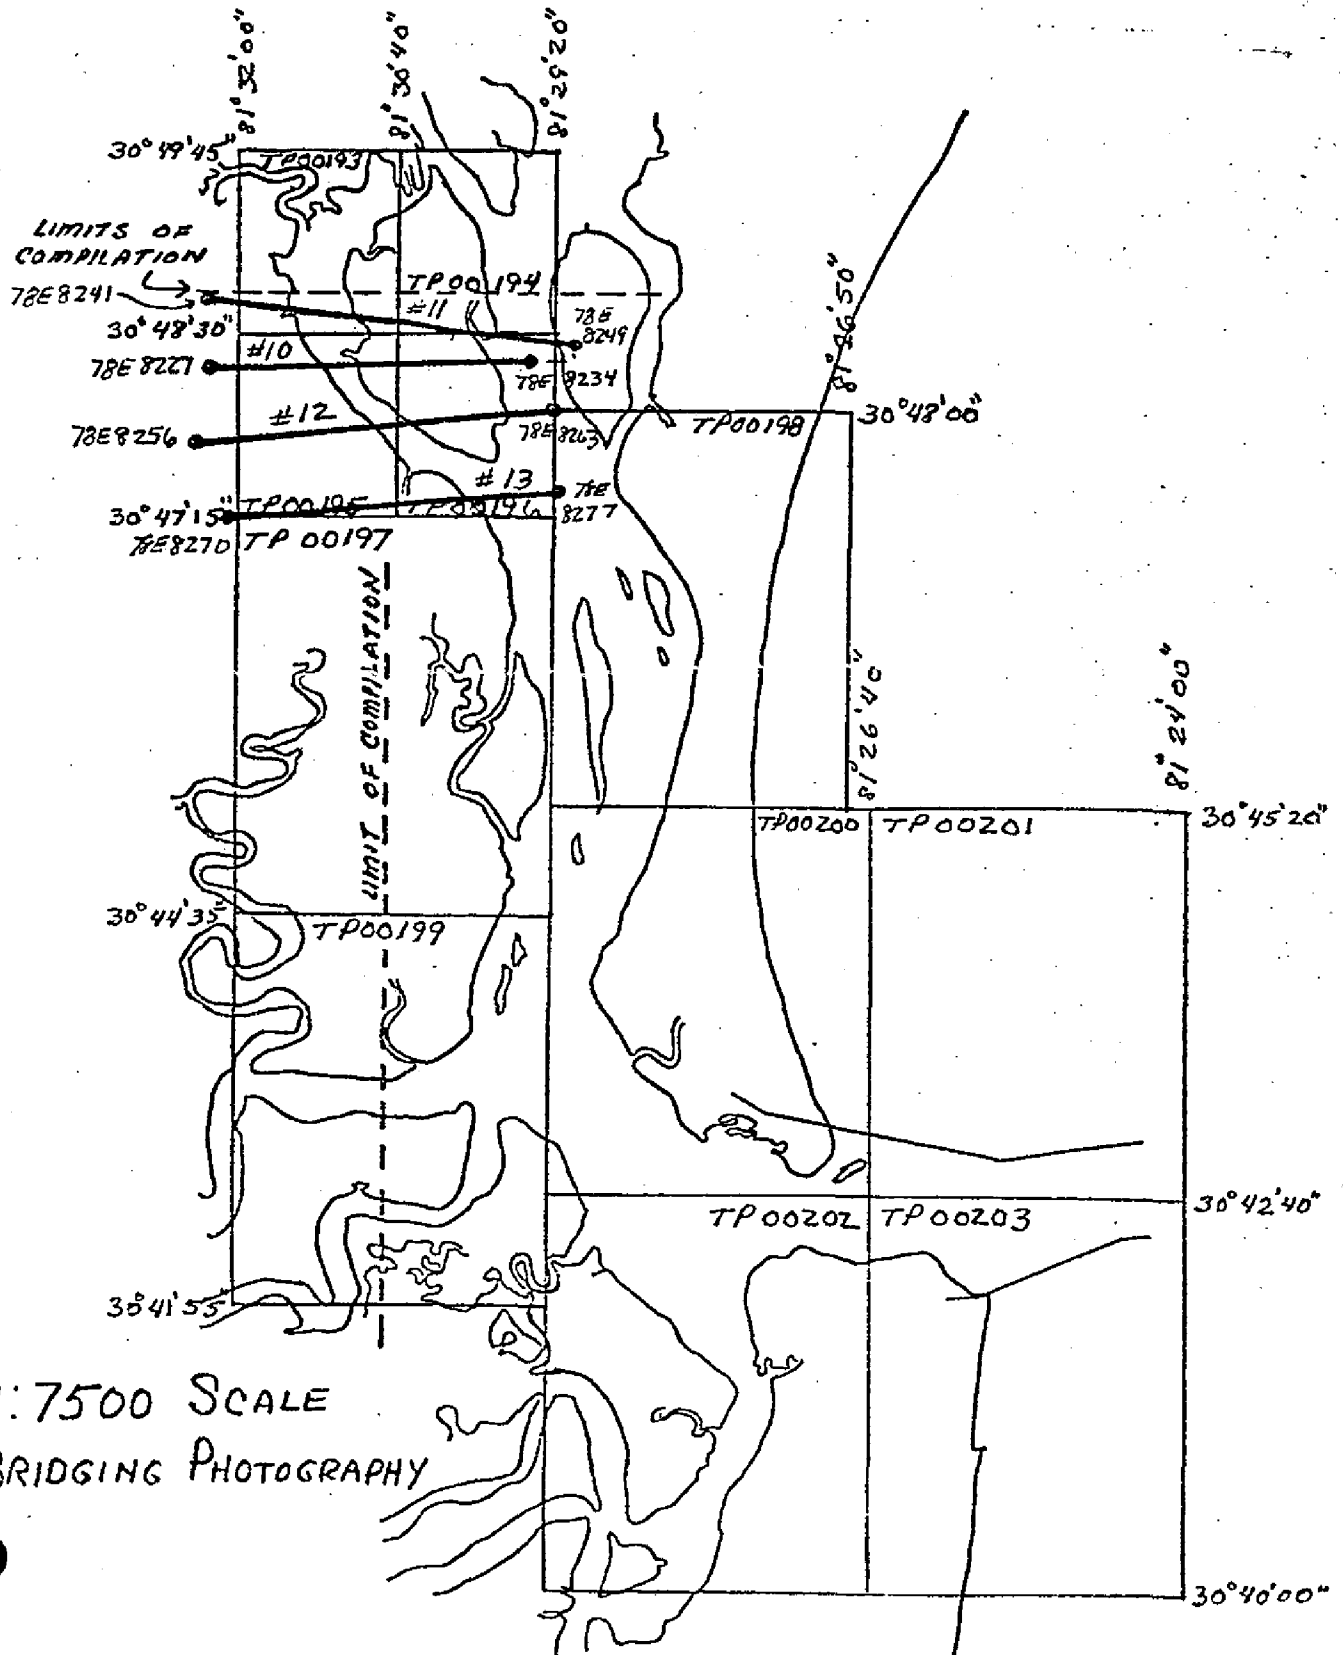 81°32'00"
81°30'40"
81°29'20"
30°49'45"
TP00193
LIMITS OF
COMPILATION
78E8241
TP00194
#11
78E
8249
81°26'50"
30°48'30"
#10
78E8227
78E 8234
#12
78E8256
78E8263
TP00198
30°48'00"
#13
78E
8277
30°47'15"
TP00195
TP00196
78E8270
TP 00197
LIMIT OF COMPILATION
81°26'40"
81°24'00"
TP00200
TP00201
30°45'20"
30°44'35"
TP00199
30°42'40"
TP00202
TP00203
30°41'55"
:7500 SCALE
BRIDGING PHOTOGRAPHY
30°40'00"